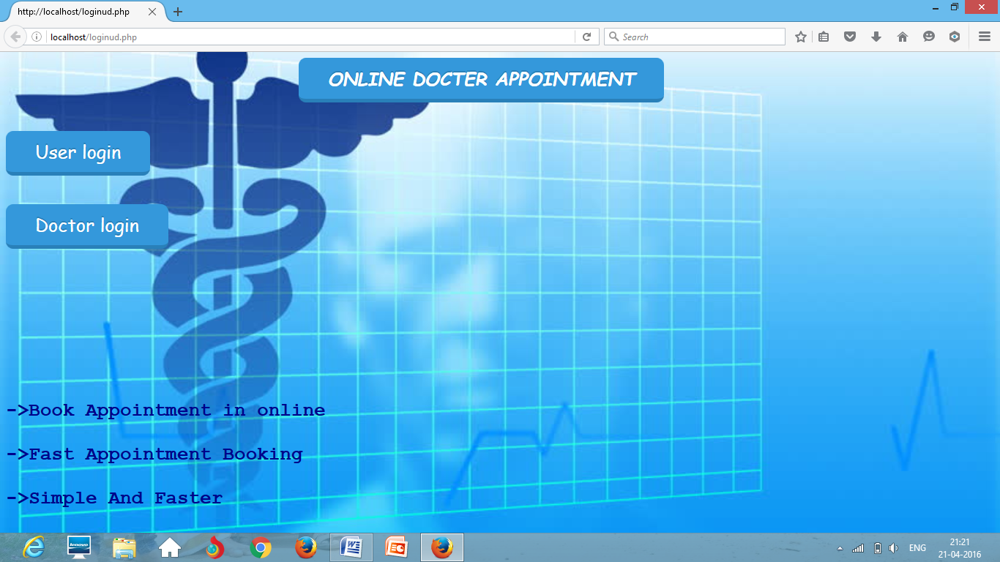 http://localhost/loginud.php
localhost/loginud.php
Search
ONLINE DOCTER APPOINTMENT
User login
Doctor login
->Book Appointment in online
->Fast Appointment Booking
->Simple And Faster
lenovo
ENG
21:21
21-04-2016